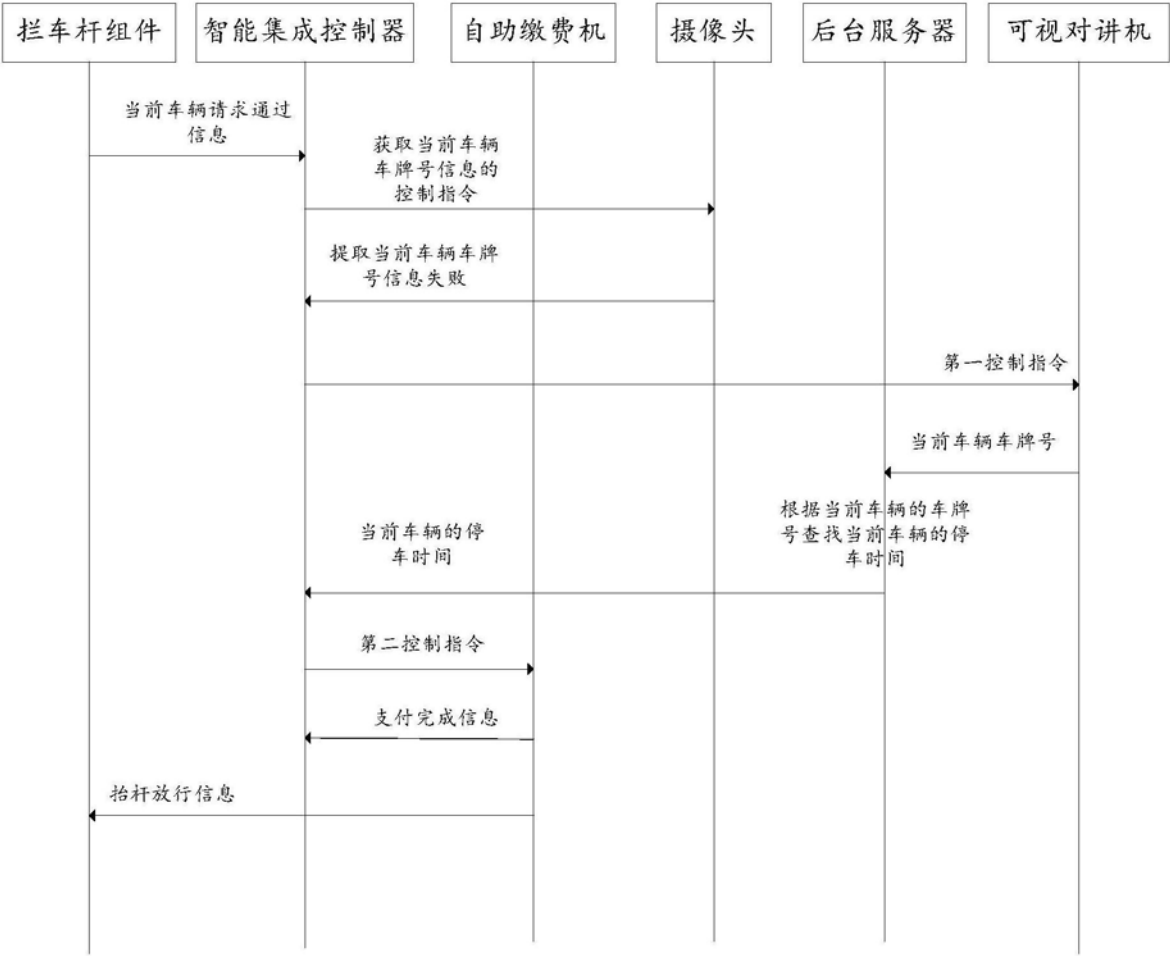 拦车杆组件
智能集成控制器
自助缴费机
摄像头
后台服务器
可视对讲机
当前车辆请求通过
信息
获取当前车辆
车牌号信息的
控制指令
提取当前车辆车牌
号信息失败
第一控制指令
当前车辆车牌号
根据当前车辆的车牌
号查找当前车辆的停
车时间
当前车辆的停
车时间
第二控制指令
支付完成信息
抬杆放行信息